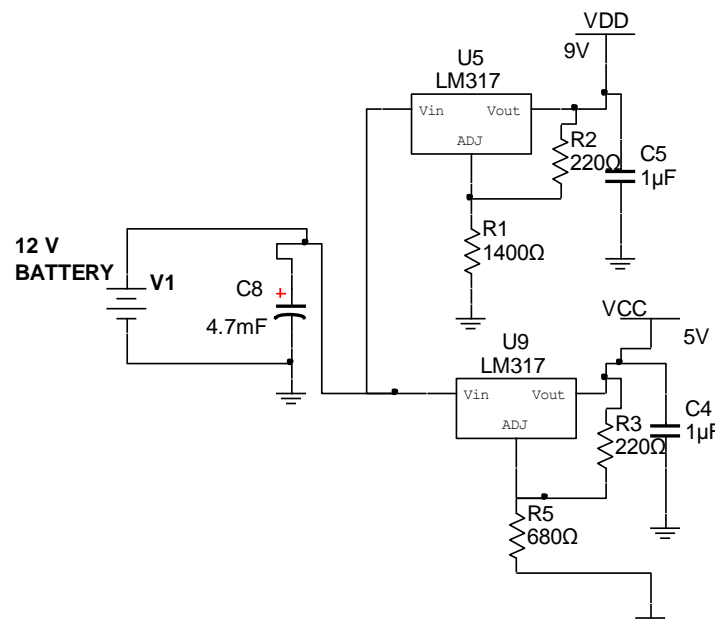 VDD
9V
U5
LM317
Vin
Vout
ADJ
R2
220Ω
C5
1µF
R1
1400Ω
12 V
BATTERY
V1
C8
+
4.7mF
VCC
5V
U9
LM317
Vin
Vout
ADJ
R3
220Ω
C4
1µF
R5
680Ω